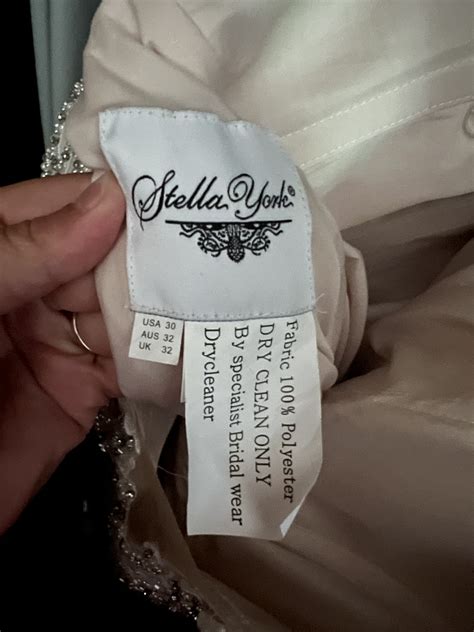 Stella York®
USA 30
AUS 32
UK 32
Fabric 100% Polyester
DRY CLEAN ONLY
By specialist Bridal wear
Drycleaner